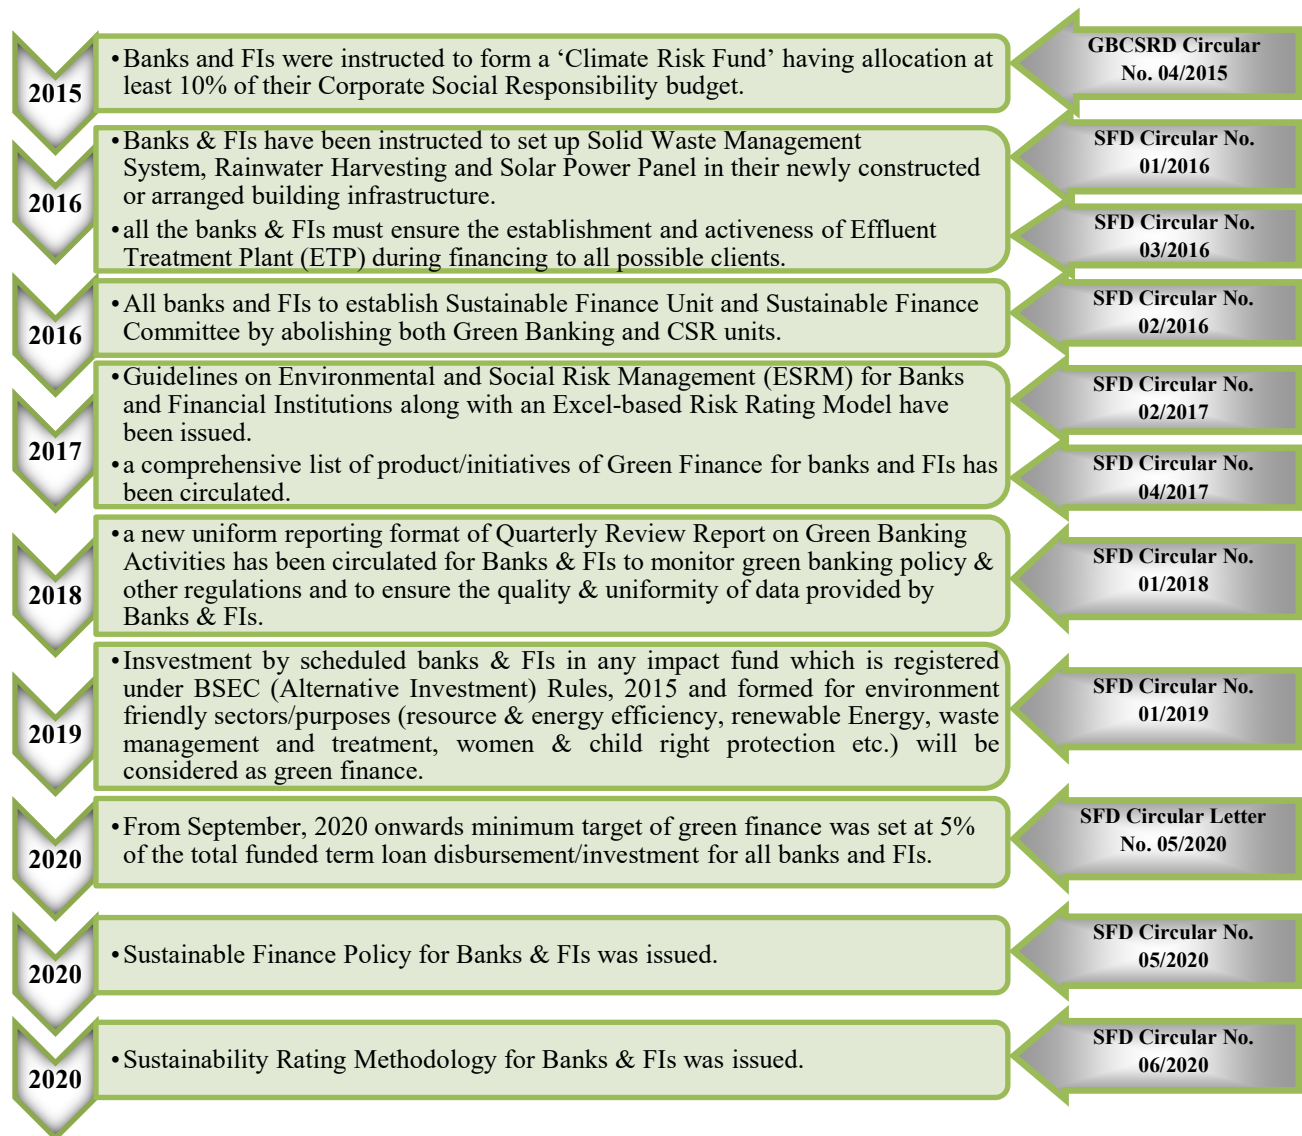 2015
•Banks and FIs were instructed to form a ‘Climate Risk Fund’ having allocation at
least 10% of their Corporate Social Responsibility budget.
GBCSRD Circular
No. 04/2015
2016
•Banks & FIs have been instructed to set up Solid Waste Management
System, Rainwater Harvesting and Solar Power Panel in their newly constructed
or arranged building infrastructure.
•all the banks & FIs must ensure the establishment and activeness of Effluent
Treatment Plant (ETP) during financing to all possible clients.
SFD Circular No.
01/2016
SFD Circular No.
03/2016
2016
•All banks and FIs to establish Sustainable Finance Unit and Sustainable Finance
Committee by abolishing both Green Banking and CSR units.
SFD Circular No.
02/2016
2017
•Guidelines on Environmental and Social Risk Management (ESRM) for Banks
and Financial Institutions along with an Excel-based Risk Rating Model have
been issued.
•a comprehensive list of product/initiatives of Green Finance for banks and FIs has
been circulated.
SFD Circular No.
02/2017
SFD Circular No.
04/2017
2018
•a new uniform reporting format of Quarterly Review Report on Green Banking
Activities has been circulated for Banks & FIs to monitor green banking policy &
other regulations and to ensure the quality & uniformity of data provided by
Banks & FIs.
SFD Circular No.
01/2018
2019
•Insvestment by scheduled banks & FIs in any impact fund which is registered
under BSEC (Alternative Investment) Rules, 2015 and formed for environment
friendly sectors/purposes (resource & energy efficiency, renewable Energy, waste
management and treatment, women & child right protection etc.) will be
considered as green finance.
SFD Circular No.
01/2019
2020
•From September, 2020 onwards minimum target of green finance was set at 5%
of the total funded term loan disbursement/investment for all banks and FIs.
SFD Circular Letter
No. 05/2020
2020
•Sustainable Finance Policy for Banks & FIs was issued.
SFD Circular No.
05/2020
2020
•Sustainability Rating Methodology for Banks & FIs was issued.
SFD Circular No.
06/2020